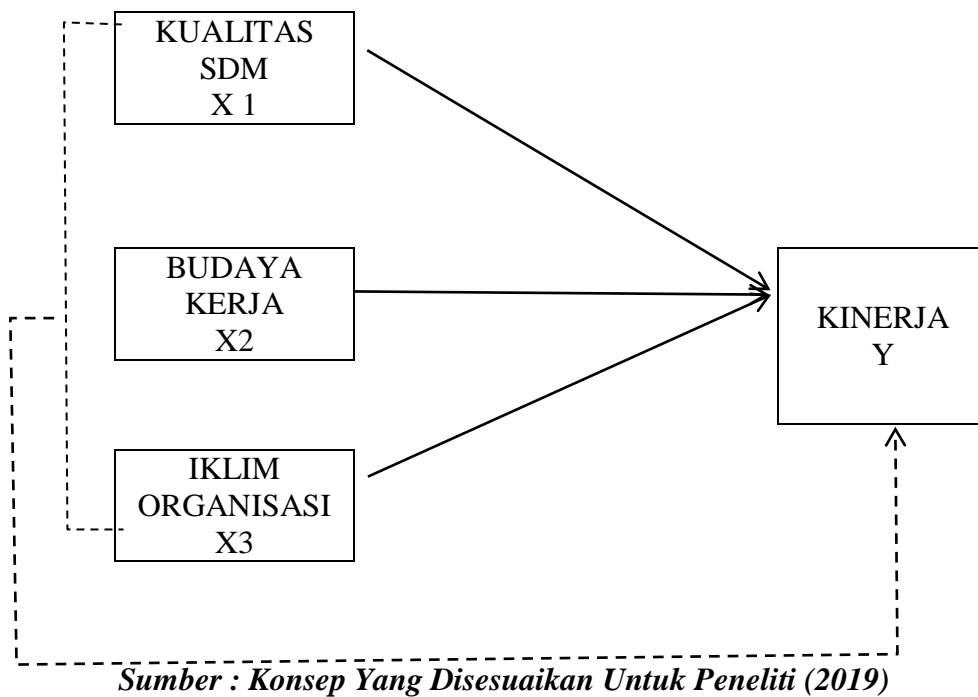 KUALITAS
SDM
X 1
BUDAYA
KERJA
X2
KINERJA
Y
IKLIM
ORGANISASI
X3
Sumber : Konsep Yang Disesuaikan Untuk Peneliti (2019)